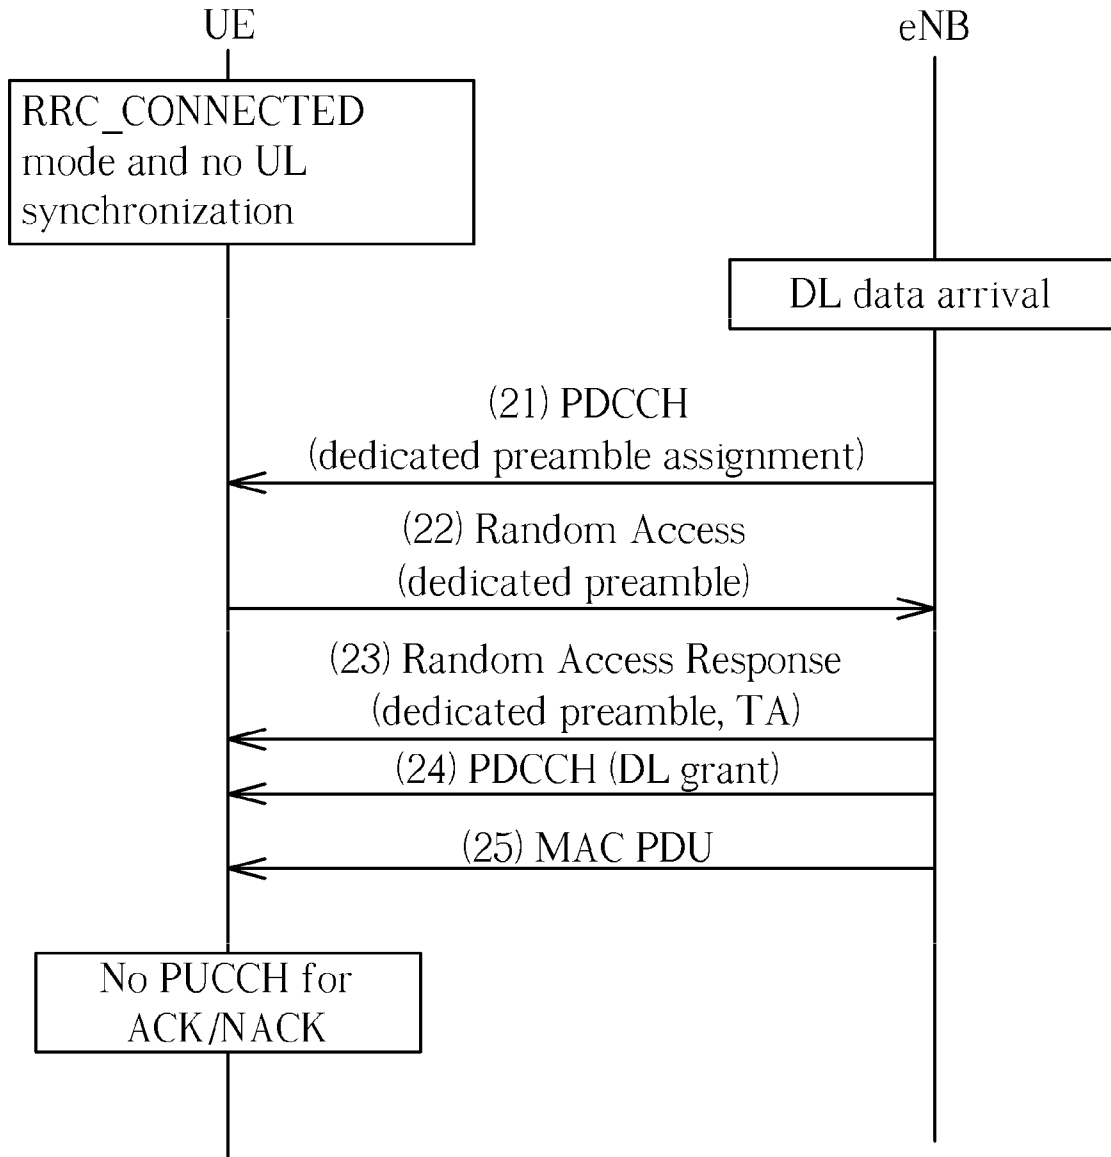 UE
eNB
RRC_CONNECTED
mode and no UL
synchronization
DL data arrival
(21) PDCCH
(dedicated preamble assignment)
(22) Random Access
(dedicated preamble)
(23) Random Access Response
(dedicated preamble, TA)
(24) PDCCH (DL grant)
(25) MAC PDU
No PUCCH for
ACK/NACK